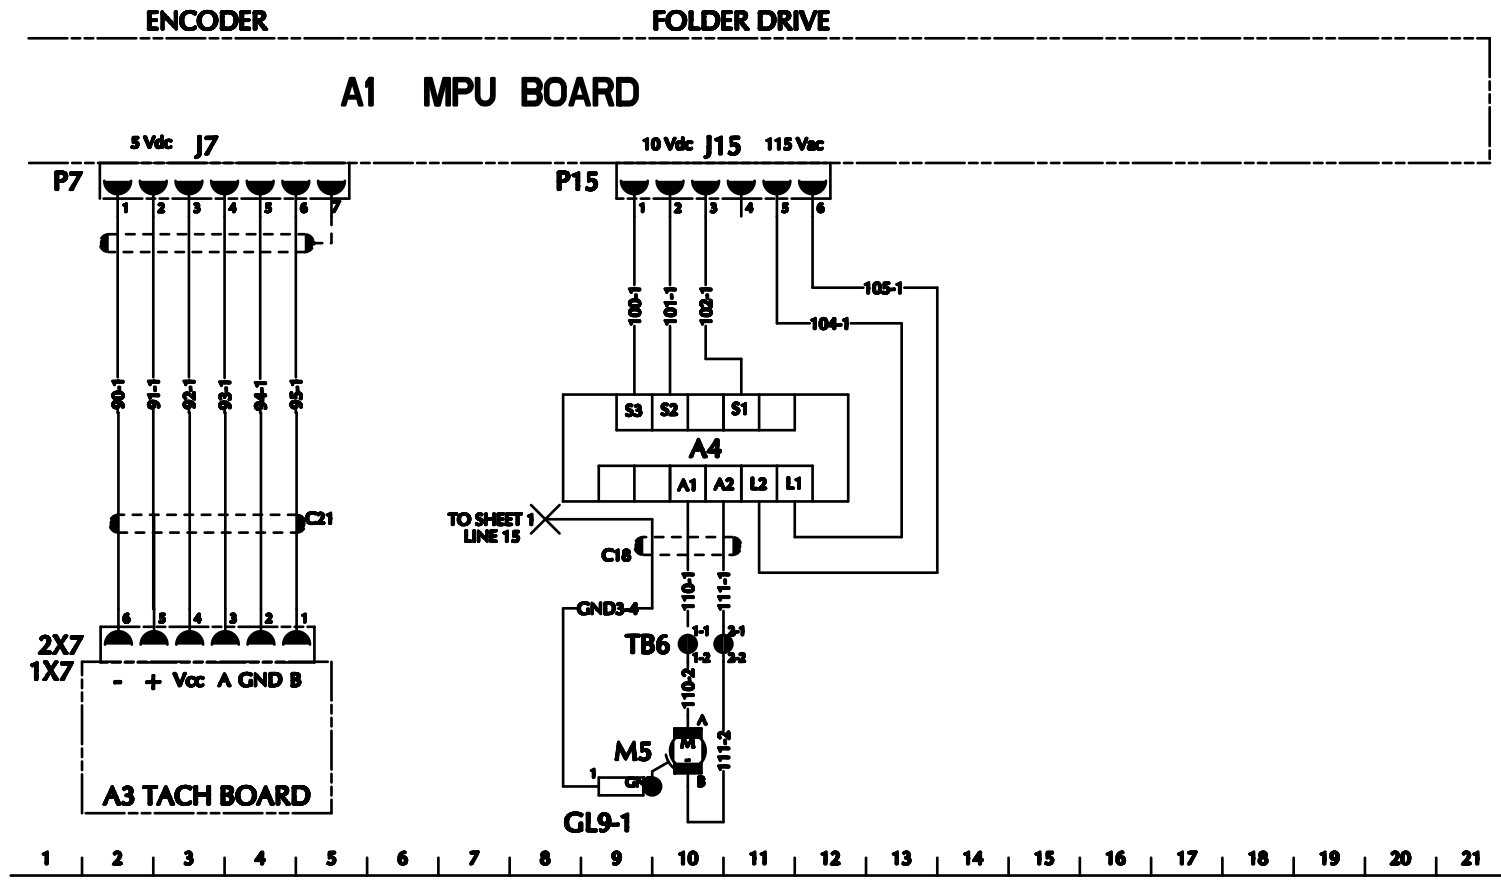 ENCODER FOLDER DRIVE
A1 MPU BOARD
5 Vdc J7 10 Vdc J15 115 Vac
P7 P15
1 2 3 4 5 6 7 1 2 3 4 5 6
105-1
100-1 101-1 102-1
104-1
90-1 91-1 92-1 93-1 94-1 95-1
S3 S2 S1
A4
A1 A2 L2 L1
C21
TO SHEET 1
LINE 15
C18
110-1 111-1
GND3-4
6 5 4 3 2 1
1-1 2-1
2X7 TB6
1-2 2-2
1X7
- + Vcc A GND B
110-2
A
M
M5 111-2
-
1 GND B
A3 TACH BOARD
GL9-1
1 2 3 4 5 6 7 8 9 10 11 12 13 14 15 16 17 18 19 20 21